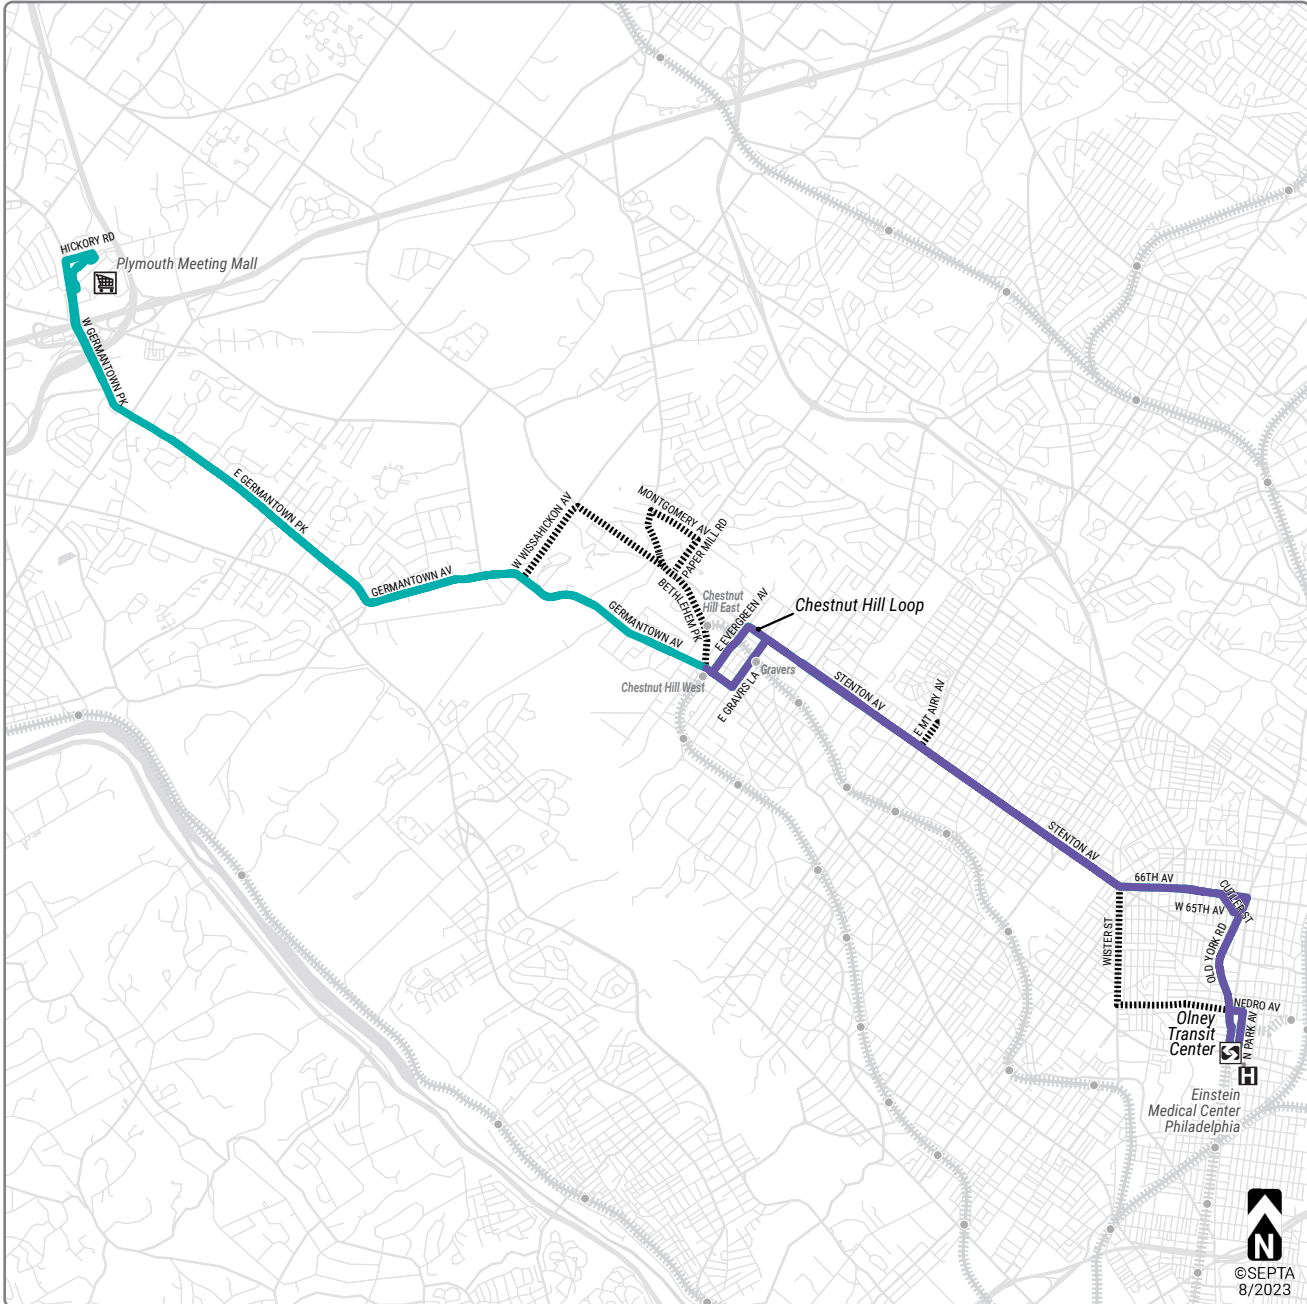 HICKORY RD
Plymouth Meeting Mall
W GERMANTOWN PK
E GERMANTOWN PK
GERMANTOWN AV
W WISSAHICKON AV
MONTGOMERY AV
PAPER MILL RD
BETHLEHEM PK
Chestnut
Hill East
E EVERGREEN AV
Chestnut Hill Loop
GERMANTOWN AV
Chestnut Hill West
Gravers
E GRAVRS LA
STENTON AV
E MT AIRY AV
STENTON AV
66TH AV
CUTLER ST
W 65TH AV
WISTER ST
OLD YORK RD
NEDRO AV
Olney
Transit
Center
N PARK AV
H
Einstein
Medical Center
Philadelphia
N
©SEPTA
8/2023